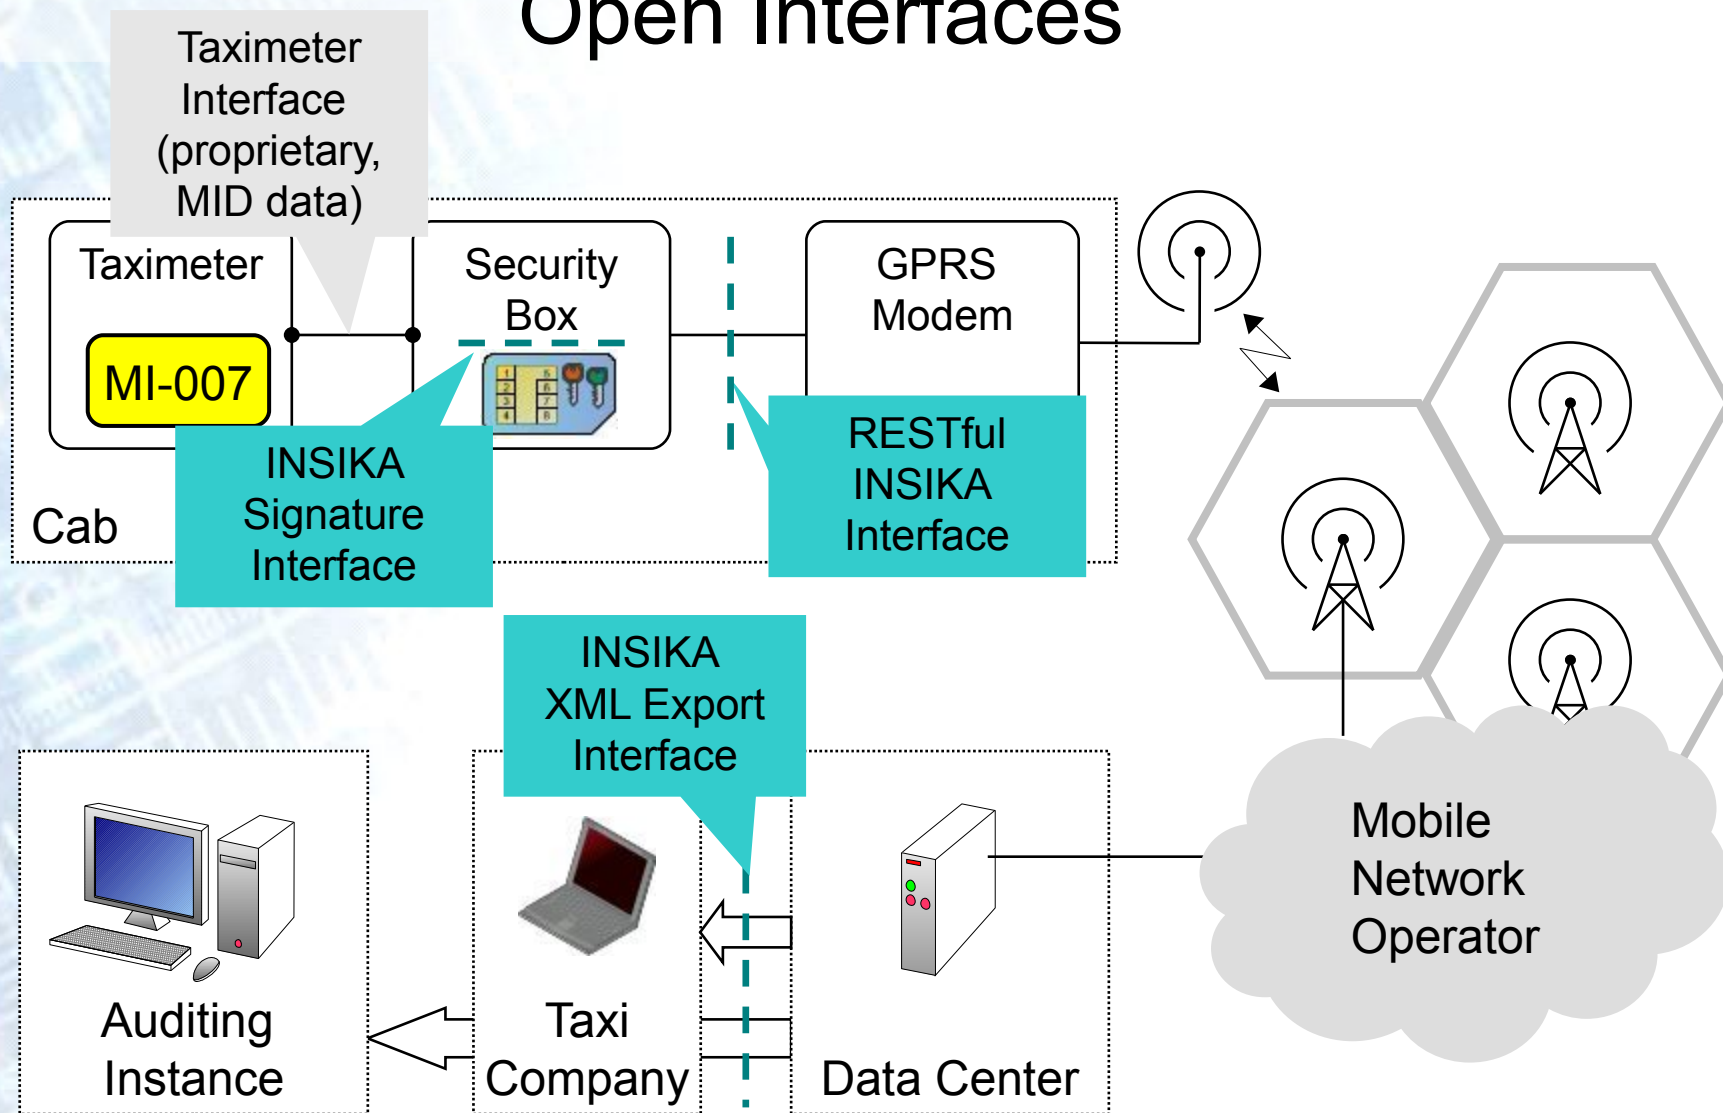 Open Interfaces
Taximeter
Interface
(proprietary,
MID data)
Taximeter
MI-007
Security
Box
GPRS
Modem
INSIKA
Signature
Interface
RESTful
INSIKA
Interface
Cab
INSIKA
XML Export
Interface
Mobile
Network
Operator
Auditing
Instance
Taxi
Company
Data Center